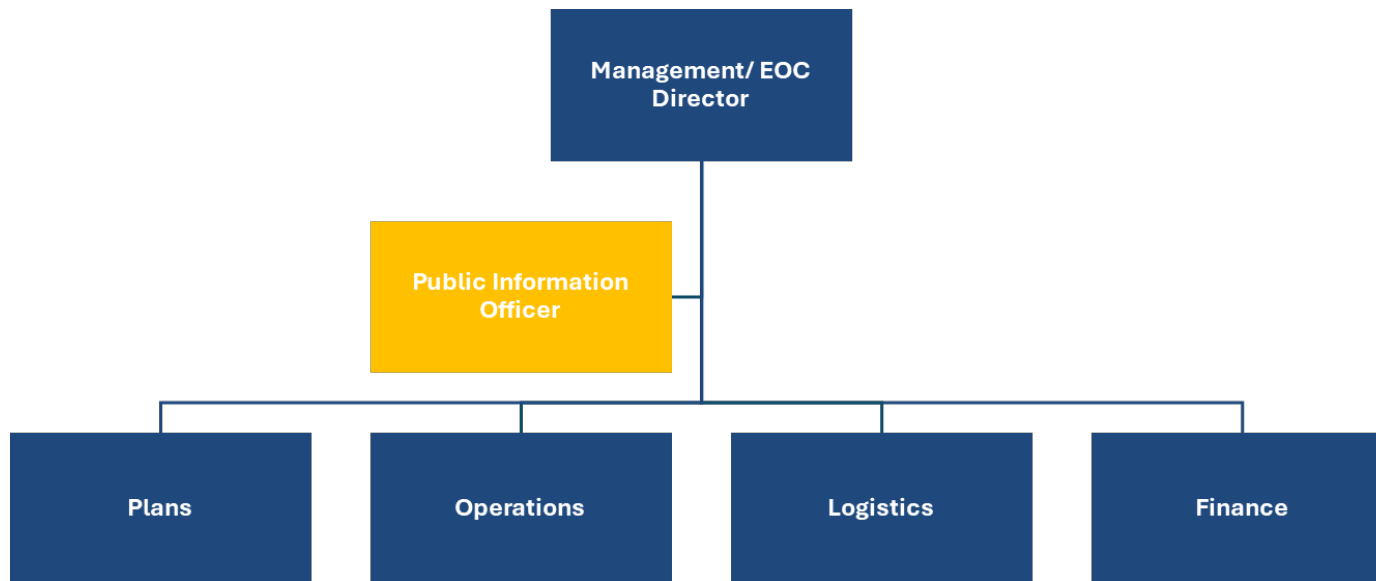 Management/ EOC
Director
Public Information
Officer
Plans
Operations
Logistics
Finance